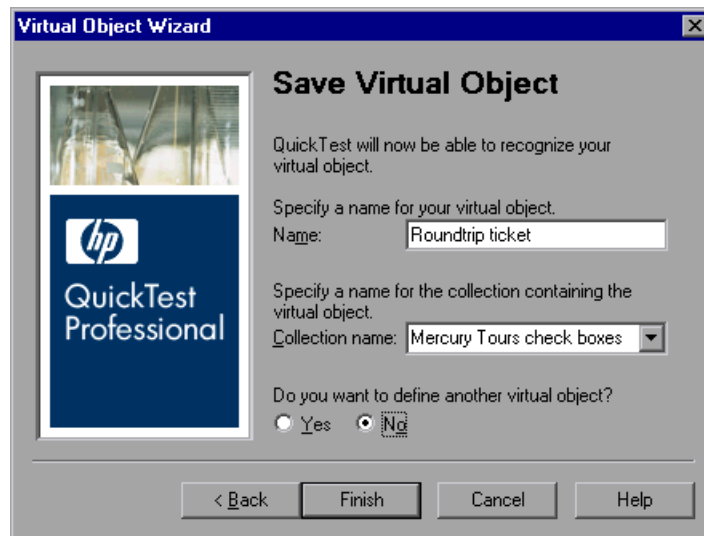 Virtual Object Wizard
Save Virtual Object
QuickTest will now be able to recognize your
virtual object.
Specify a name for your virtual object.
Name:
Roundtrip ticket
Specify a name for the collection containing the
virtual object.
Collection name:
Mercury Tours check boxes
Do you want to define another virtual object?
Yes
No
hp
QuickTest
Professional
< Back
Finish
Cancel
Help